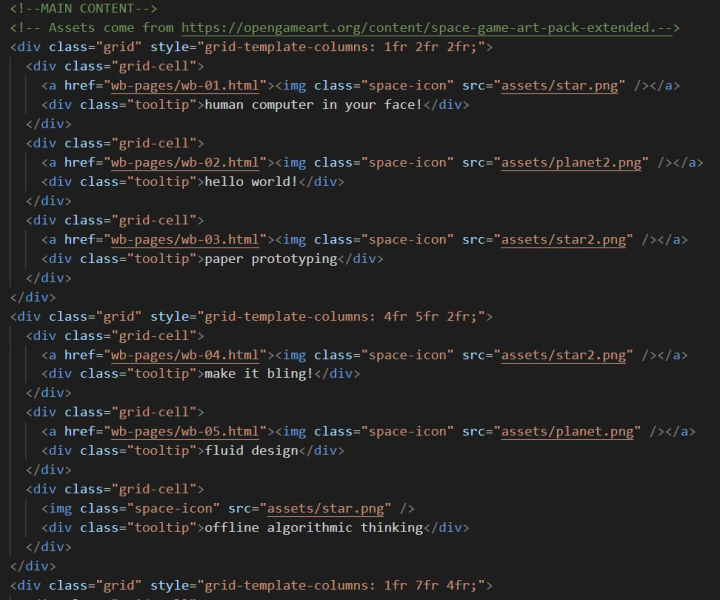 <!--MAIN CONTENT-->
<!-- Assets come from https://opengameart.org/content/space-game-art-pack-extended.-->
<div class="grid" style="grid-template-columns: 1fr 2fr 2fr;">
<div class="grid-cell">
<a href="wb-pages/wb-01.html"><img class="space-icon" src="assets/star.png" /></a>
<div class="tooltip">human computer in your face!</div>
</div>
<div class="grid-cell">
<a href="wb-pages/wb-02.html"><img class="space-icon" src="assets/planet2.png" /></a>
<div class="tooltip">hello world!</div>
</div>
<div class="grid-cell">
<a href="wb-pages/wb-03.html"><img class="space-icon" src="assets/star2.png" /></a>
<div class="tooltip">paper prototyping</div>
</div>
</div>
<div class="grid" style="grid-template-columns: 4fr 5fr 2fr;">
<div class="grid-cell">
<a href="wb-pages/wb-04.html"><img class="space-icon" src="assets/star2.png" /></a>
<div class="tooltip">make it bling!</div>
</div>
<div class="grid-cell">
<a href="wb-pages/wb-05.html"><img class="space-icon" src="assets/planet.png" /></a>
<div class="tooltip">fluid design</div>
</div>
<div class="grid-cell">
<img class="space-icon" src="assets/star.png" />
<div class="tooltip">offline algorithmic thinking</div>
</div>
</div>
<div class="grid" style="grid-template-columns: 1fr 7fr 4fr;">